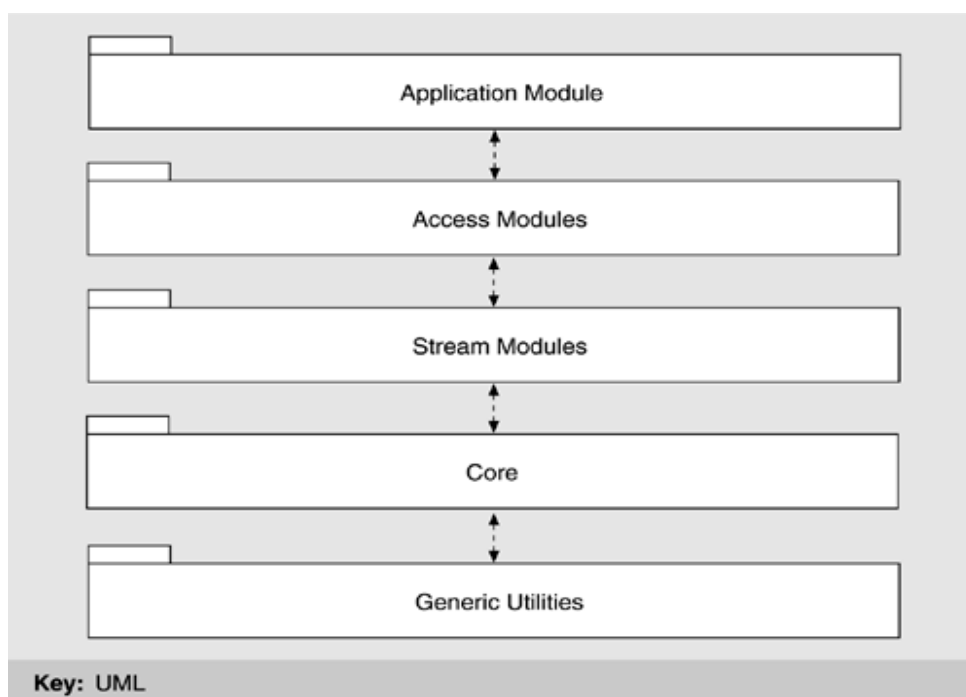 Application Module
Access Modules
Stream Modules
Core
Generic Utilities
Key: UML